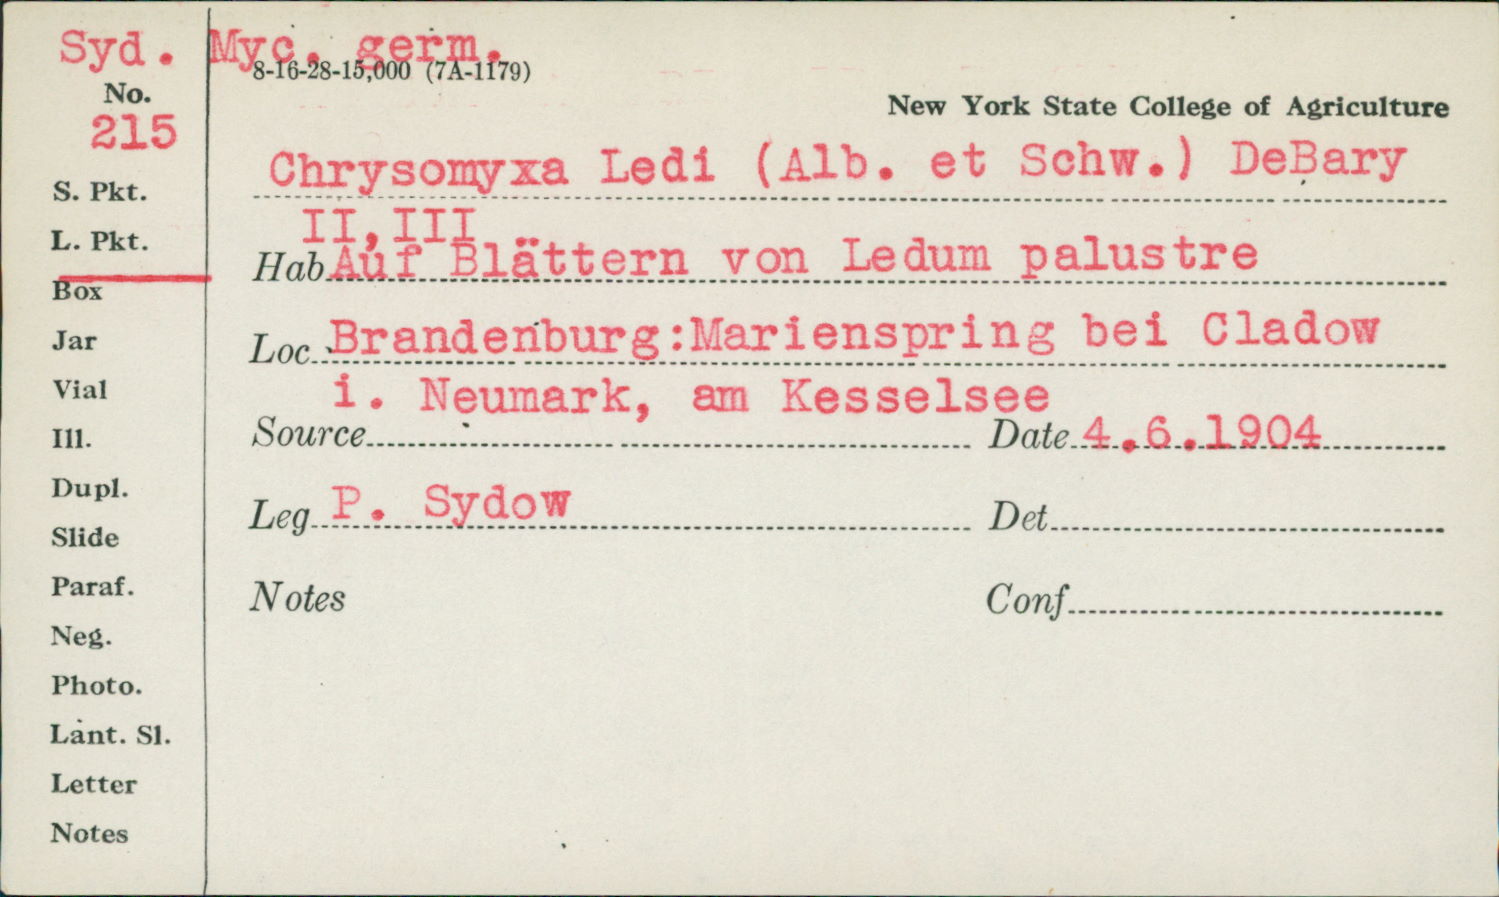 Syd. Myc. germ.
8-16-28-15,000 (7A-1179)
No.
215
New York State College of Agriculture
Chrysomyxa Ledi (Alb. et Schw.) DeBary
II,III
Hab. Auf Blättern von Ledum palustre
Loc. Brandenburg:Marienspring bei Cladow
i. Neumark, am Kesselsee
Source Date 4.6.1904
Leg. P. Sydow Det.
Notes Conf.
S. Pkt.
L. Pkt.
Box
Jar
Vial
Ill.
Dupl.
Slide
Paraf.
Neg.
Photo.
Lant. Sl.
Letter
Notes